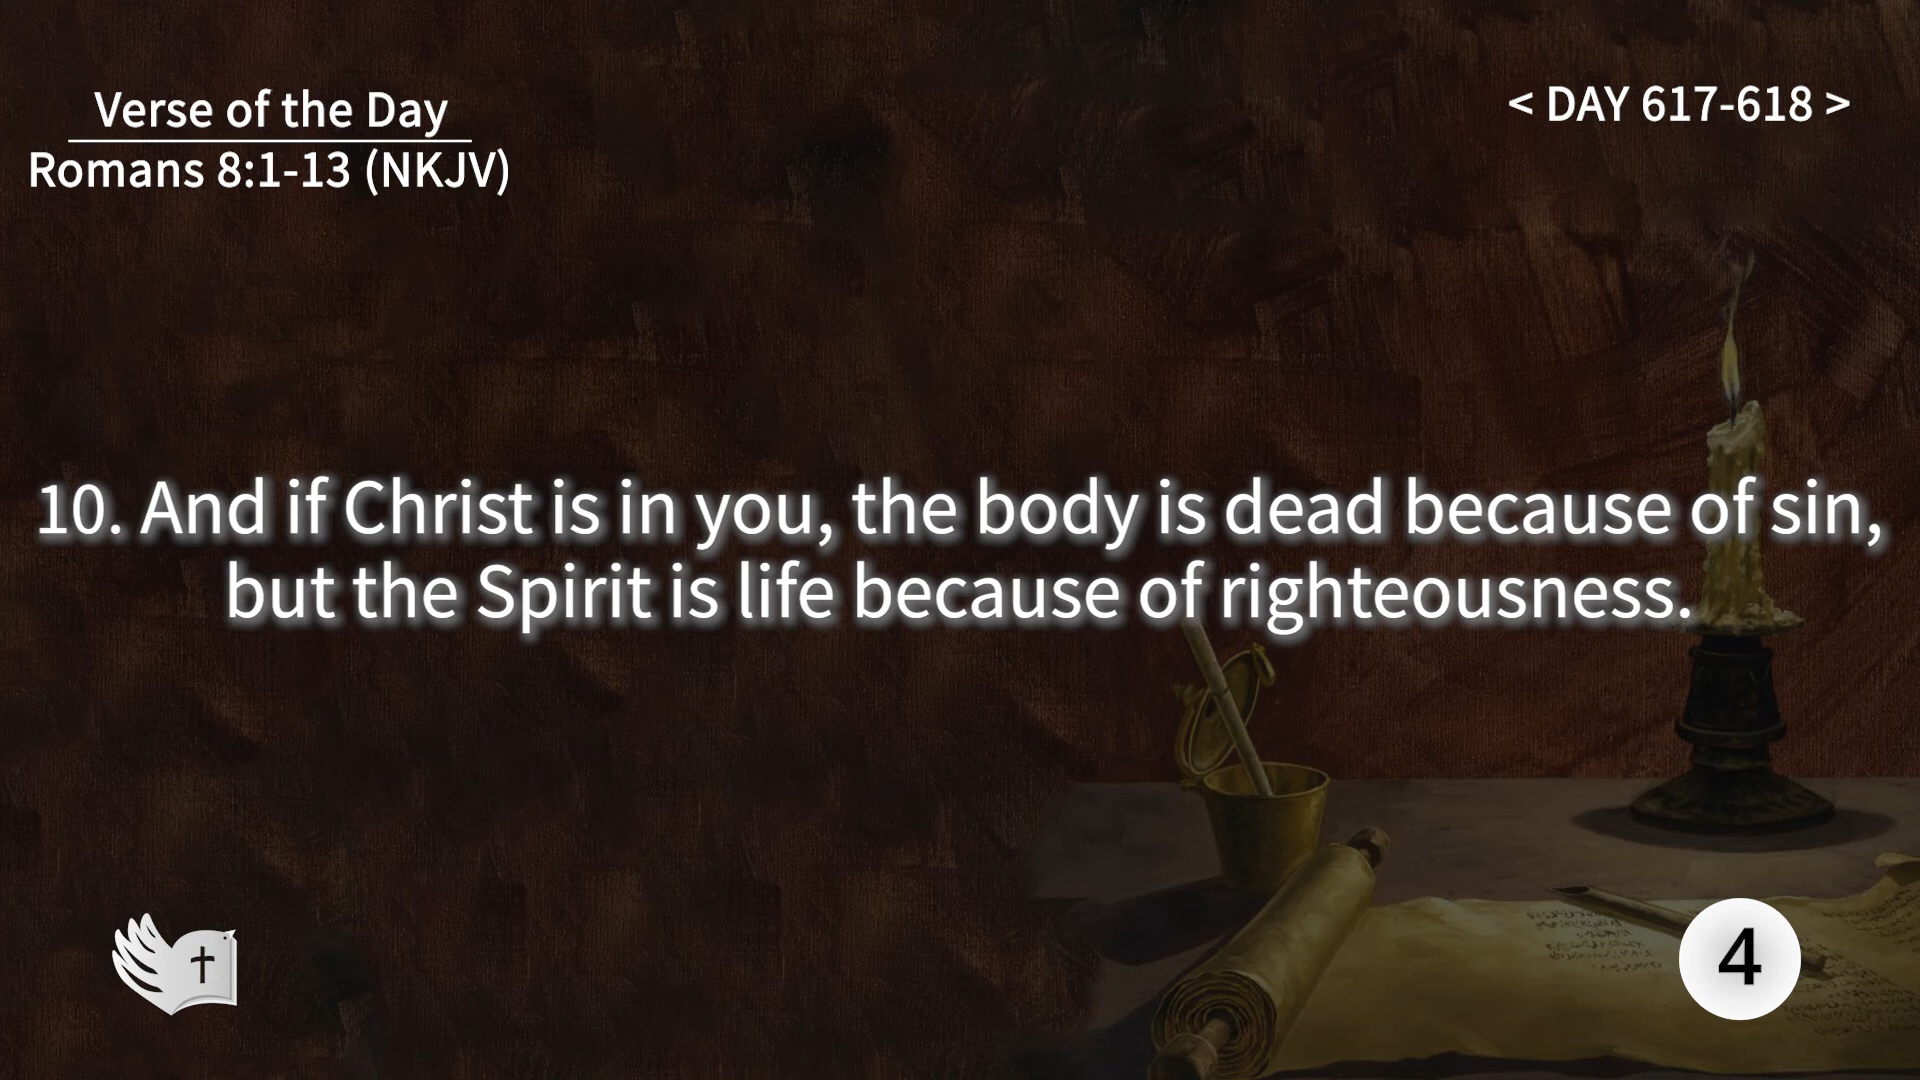 Verse of the Day
Romans 8:1-13 (NKJV)
< DAY 617-618 >
10. And if Christ is in you, the body is dead because of sin,
but the Spirit is life because of righteousness.
4